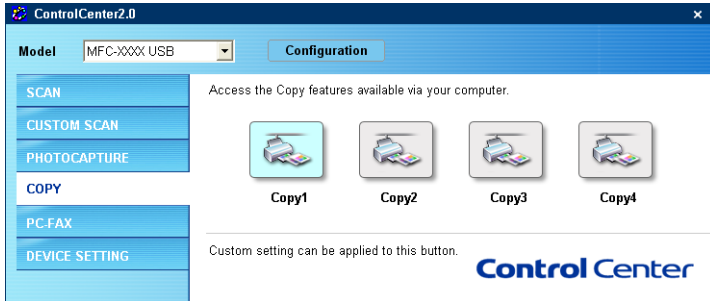 ControlCenter2.0
Model MFC-XXXX USB Configuration
SCAN
CUSTOM SCAN
PHOTOCAPTURE
COPY
PC-FAX
DEVICE SETTING
Access the Copy features available via your computer.
Copy1 Copy2 Copy3 Copy4
Custom setting can be applied to this button.
Control Center